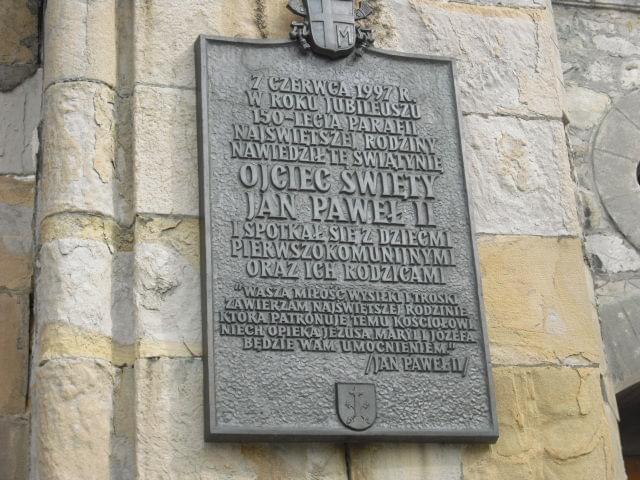 M
7 CZERWCA 1997 R.
W ROKU JUBILEUSZU
150-LECIA PARAFII
NAJŚWIĘTSZEJ RODZINY
NAWIEDZIŁ TĘ ŚWIĄTYNIĘ
OJCIEC ŚWIĘTY
JAN PAWEŁ II
I SPOTKAŁ SIĘ Z DZIEĆMI
PIERWSZOKOMUNIJNYMI
ORAZ ICH RODZICAMI
"WASZĄ MIŁOŚĆ, WYSIŁKI I TROSKI
ZAWIERZAM NAJŚWIĘTSZEJ RODZINIE,
KTÓRA PATRONUJE TEMU KOŚCIOŁOWI.
NIECH OPIEKA JEZUSA, MARYI I JÓZEFA
BĘDZIE WAM UMOCNIENIEM."
/JAN PAWEŁ II/